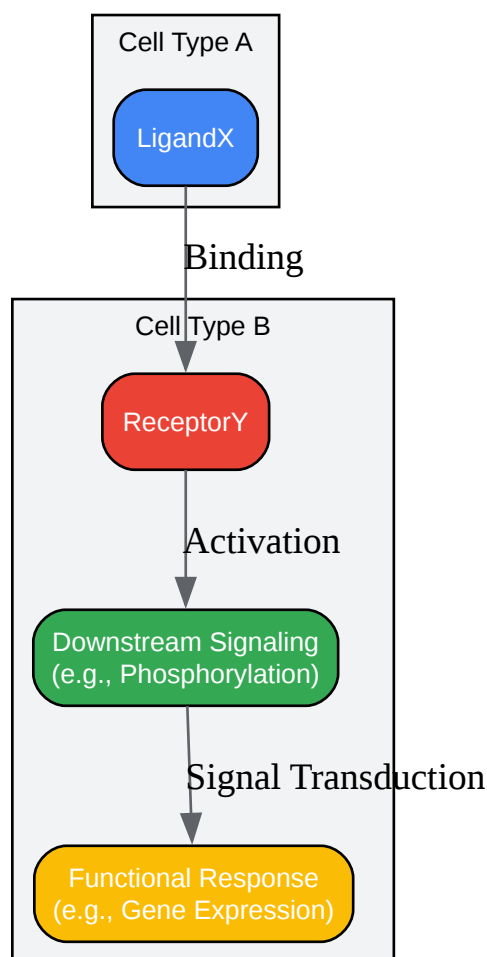 Cell Type A
LigandX
Binding
Cell Type B
ReceptorY
Activation
Downstream Signaling
(e.g., Phosphorylation)
Signal Transduction
Functional Response
(e.g., Gene Expression)